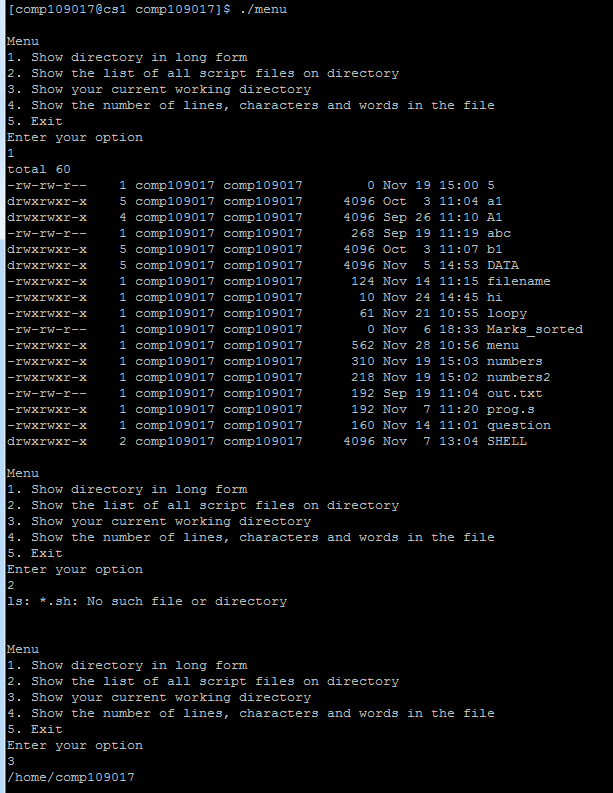 [comp109017@cs1 comp109017]$ ./menu
Menu
1. Show directory in long form
2. Show the list of all script files on directory
3. Show your current working directory
4. Show the number of lines, characters and words in the file
5. Exit
Enter your option
1
total 60
-rw-rw-r--    1 comp109017 comp109017        0 Nov 19 15:00 5
drwxrwxr-x    5 comp109017 comp109017     4096 Oct  3 11:04 a1
drwxrwxr-x    4 comp109017 comp109017     4096 Sep 26 11:10 A1
-rw-rw-r--    1 comp109017 comp109017      268 Sep 19 11:19 abc
drwxrwxr-x    5 comp109017 comp109017     4096 Oct  3 11:07 b1
drwxrwxr-x    5 comp109017 comp109017     4096 Nov  5 14:53 DATA
-rwxrwxr-x    1 comp109017 comp109017      124 Nov 14 11:15 filename
-rwxrwxr-x    1 comp109017 comp109017       10 Nov 24 14:45 hi
-rwxrwxr-x    1 comp109017 comp109017       61 Nov 21 10:55 loopy
-rw-rw-r--    1 comp109017 comp109017        0 Nov  6 18:33 Marks_sorted
-rwxrwxr-x    1 comp109017 comp109017      562 Nov 28 10:56 menu
-rwxrwxr-x    1 comp109017 comp109017      310 Nov 19 15:03 numbers
-rwxrwxr-x    1 comp109017 comp109017      218 Nov 19 15:02 numbers2
-rw-rw-r--    1 comp109017 comp109017      192 Sep 19 11:04 out.txt
-rwxrwxr-x    1 comp109017 comp109017      192 Nov  7 11:20 prog.s
-rwxrwxr-x    1 comp109017 comp109017      160 Nov 14 11:01 question
drwxrwxr-x    2 comp109017 comp109017     4096 Nov  7 13:04 SHELL
Menu
1. Show directory in long form
2. Show the list of all script files on directory
3. Show your current working directory
4. Show the number of lines, characters and words in the file
5. Exit
Enter your option
2
ls: *.sh: No such file or directory
Menu
1. Show directory in long form
2. Show the list of all script files on directory
3. Show your current working directory
4. Show the number of lines, characters and words in the file
5. Exit
Enter your option
3
/home/comp109017